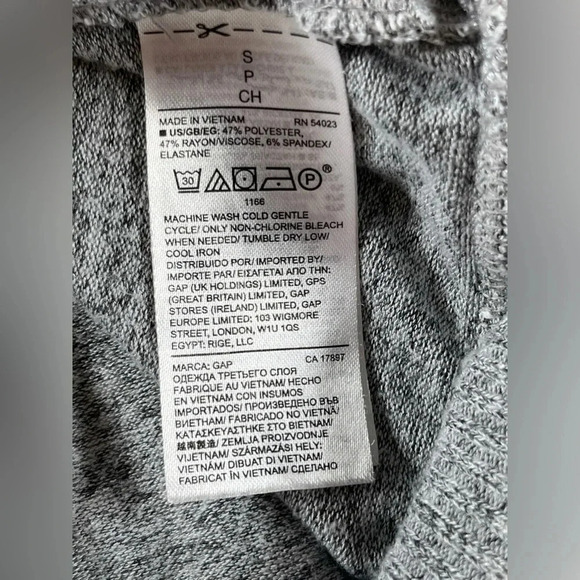 S
P
CH
MADE IN VIETNAM RN 54023
■ US/GB/EG: 47% POLYESTER,
47% RAYON/VISCOSE, 6% SPANDEX/
ELASTANE
30 P ®
1166
MACHINE WASH COLD GENTLE
CYCLE/ ONLY NON-CHLORINE BLEACH
WHEN NEEDED/ TUMBLE DRY LOW/
COOL IRON
DISTRIBUIDO POR/ IMPORTED BY/
IMPORTE PAR/ ΕΙΣΑΓΕΤΑΙ ΑΠΟ ΤΗΝ:
GAP (UK HOLDINGS) LIMITED, GPS
(GREAT BRITAIN) LIMITED, GAP
STORES (IRELAND) LIMITED, GAP
EUROPE LIMITED: 103 WIGMORE
STREET, LONDON, W1U 1QS
EGYPT: RIGE, LLC
MARCA: GAP CA 17897
ОДЕЖДА ТРЕТЬЕГО СЛОЯ
FABRIQUE AU VIETNAM/ HECHO
EN VIETNAM CON INSUMOS
IMPORTADOS/ ПРОИЗВЕДЕНО ВЪВ
ВИЕТНАМ/ FABRICADO NO VIETNÃ/
ΚΑΤΑΣΚΕΥΑΣΤΗΚΕ ΣΤΟ ΒΙΕΤΝΑΜ/
越南製造/ ZEMLJA PROIZVODNJE
VIJETNAM/ SZÁRMAZÁSI HELY:
VIETNÁM/ DIBUAT DI VIETNAM/
FABRICAT ÎN VIETNAM/ СДЕЛАНО